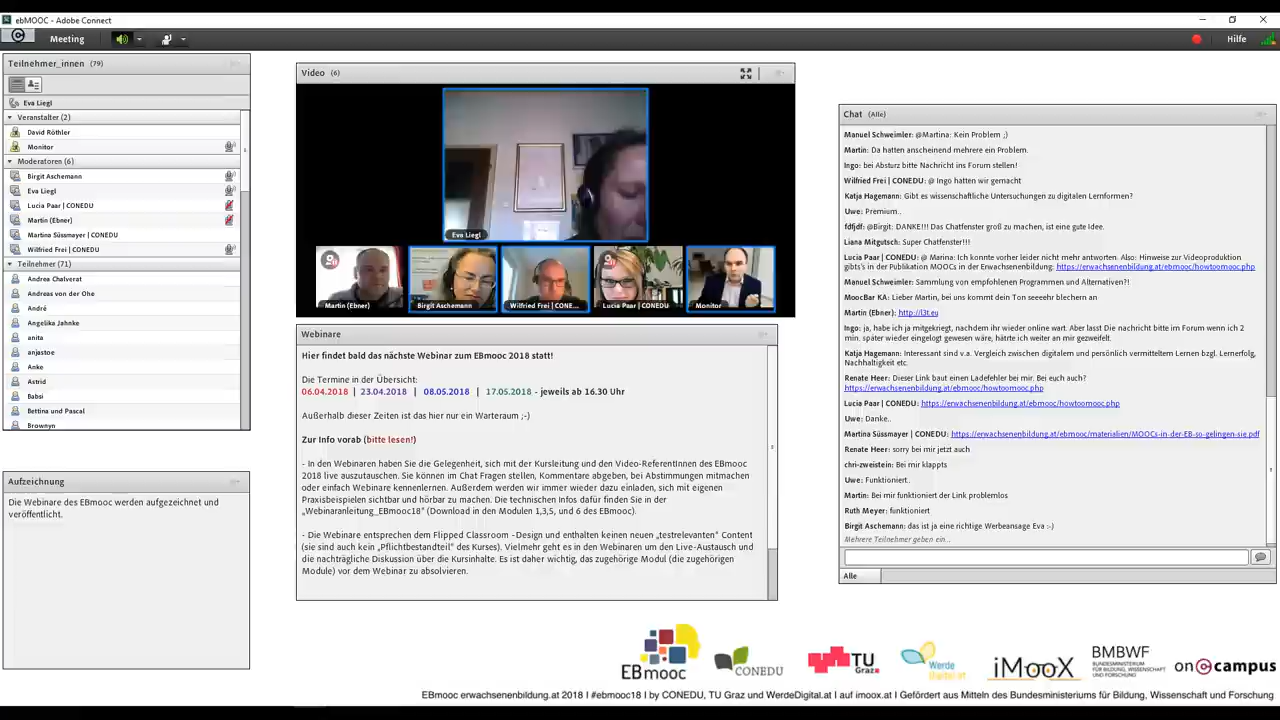 ebMOOC - Adobe Connect
Meeting
Hilfe
Teilnehmer_innen (79)
Eva Liegl
Veranstalter (2)
David Röthler
Monitor
Moderatoren (6)
Birgit Aschemann
Eva Liegl
Lucia Paar | CONEDU
Martin (Ebner)
Martina Süssmayer | CONEDU
Wilfried Frei | CONEDU
Teilnehmer (71)
Andrea Chalverat
Andreas von der Ohe
André
Angelika Jahnke
anita
anjastoe
Anke
Astrid
Babsi
Bettina und Pascal
Brownyn
Aufzeichnung
Die Webinare des EBmooc werden aufgezeichnet und
veröffentlicht.
Video (6)
Eva Liegl
Martin (Ebner)
Birgit Aschemann
Wilfried Frei | CONE...
Lucia Paar | CONEDU
Monitor
Webinare
Hier findet bald das nächste Webinar zum EBmooc 2018 statt!
Die Termine in der Übersicht:
06.04.2018 | 23.04.2018 | 08.05.2018 | 17.05.2018 - jeweils ab 16.30 Uhr
Außerhalb dieser Zeiten ist das hier nur ein Warteraum ;-)
Zur Info vorab (bitte lesen!)
- In den Webinaren haben Sie die Gelegenheit, sich mit der Kursleitung und den Video-ReferentInnen des EBmooc
2018 live auszutauschen. Sie können im Chat Fragen stellen, Kommentare abgeben, bei Abstimmungen mitmachen
oder einfach Webinare kennenlernen. Außerdem werden wir immer wieder dazu einladen, sich mit eigenen
Praxisbeispielen sichtbar und hörbar zu machen. Die technischen Infos dafür finden Sie in der
„Webinaranleitung_EBmooc18“ (Download in den Modulen 1,3,5, und 6 des EBmooc).
- Die Webinare entsprechen dem Flipped Classroom -Design und enthalten keinen neuen „testrelevanten“ Content
(sie sind auch kein „Pflichtbestandteil“ des Kurses). Vielmehr geht es in den Webinaren um den Live-Austausch und
die nachträgliche Diskussion über die Kursinhalte. Es ist daher wichtig, das zugehörige Modul (die zugehörigen
Module) vor dem Webinar zu absolvieren.
Chat (Alle)
Manuel Schweimler: @Martina: Kein Problem ;)
Martin: Da hatten anscheinend mehrere ein Problem.
Ingo: bei Absturz bitte Nachricht ins Forum stellen!
Wilfried Frei | CONEDU: @ Ingo hatten wir gemacht
Katja Hagemann: Gibt es wissenschaftliche Untersuchungen zu digitalen Lernformen?
Uwe: Premium..
fdfjdf: @Birgit: DANKE!!! Das Chatfenster groß zu machen, ist eine gute Idee.
Liana Mitgutsch: Super Chatfenster!!!
Lucia Paar | CONEDU: @ Marina: Ich konnte vorher leider nicht mehr antworten. Also: Hinweise zur Videoproduktion
gibt's in der Publikation MOOCs in der Erwachsenenbildung: https://erwachsenenbildung.at/ebmooc/howtoomooc.php
Manuel Schweimler: Sammlung von empfohlenen Programmen und Alternativen?!
MoocBar KA: Lieber Martin, bei uns kommt dein Ton seeeehr blechern an
Martin (Ebner): http://l3t.eu
Ingo: ja, habe ich ja mitgekriegt, nachdem ihr wieder online wart. Aber lasst Die nachricht bitte im Forum wenn ich 2
min. später wieder eingelogt gewesen wäre, härtte ich weiter an mir gezweifelt.
Katja Hagemann: Interessant sind v.a. Vergleich zwischen digitalem und persönlich vermitteltem Lernen bzgl. Lernerfolg,
Nachhaltigkeit etc.
Renate Heer: Dieser Link baut einen Ladefehler bei mir. Bei euch auch?
https://erwachsenenbildung.at/ebmooc/howtoomooc.php
Lucia Paar | CONEDU: https://erwachsenenbildung.at/ebmooc/howtoomooc.php
Uwe: Danke..
Martina Süssmayer | CONEDU: https://erwachsenenbildung.at/ebmooc/materialien/MOOCs-in-der-EB-so-gelingen-sie.pdf
Renate Heer: sorry bei mir jetzt auch
chri-zweistein: Bei mir klappts
Uwe: Funktioniert..
Martin: Bei mir funktioniert der Link problemlos
Ruth Meyer: funktioniert
Birgit Aschemann: das ist ja eine richtige Werbeansage Eva :-)
Mehrere Teilnehmer geben ein...
Alle
EBmooc
CONEDU
TU Graz
Werde Digital.at
iMooX
BMBWF
BUNDESMINISTERIUM
FÜR BILDUNG, WISSENSCHAFT
UND FORSCHUNG
on campus
EBmooc erwachsenenbildung.at 2018 I #ebmooc18 I by CONEDU, TU Graz und WerdeDigital.at I auf imoox.at I Gefördert aus Mitteln des Bundesministeriums für Bildung, Wissenschaft und Forschung